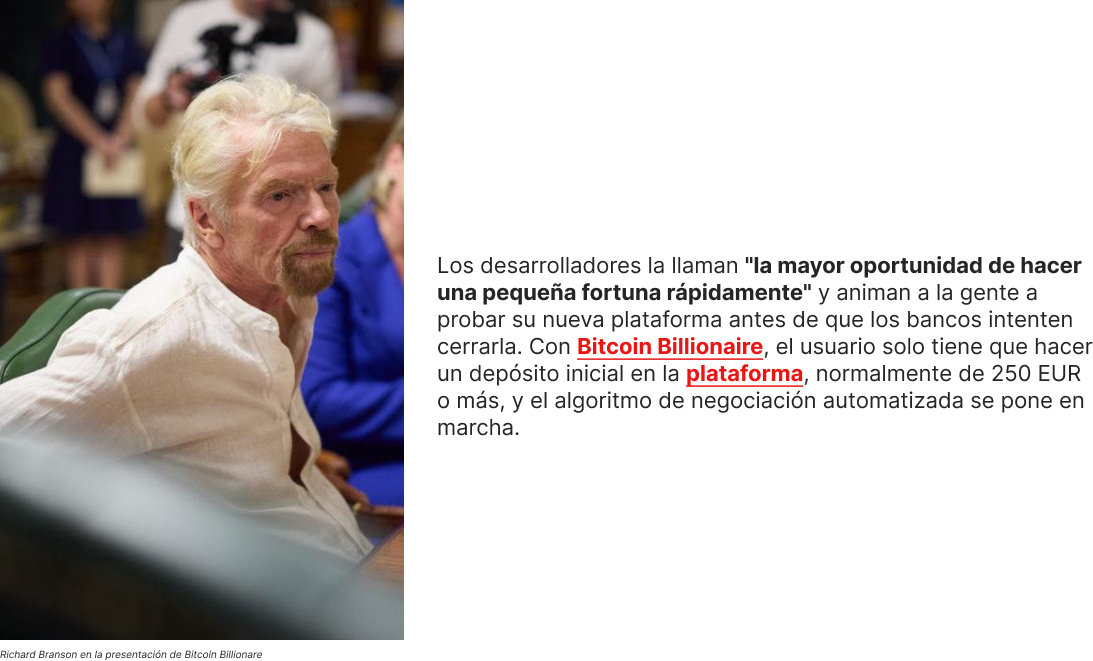 Los desarrolladores la llaman "la mayor oportunidad de hacer
una pequeña fortuna rápidamente" y animan a la gente a
probar su nueva plataforma antes de que los bancos intenten
cerrarla. Con Bitcoin Billionaire, el usuario solo tiene que hacer
un depósito inicial en la plataforma, normalmente de 250 EUR
o más, y el algoritmo de negociación automatizada se pone en
marcha.
Richard Branson en la presentación de Bitcoin Billionare